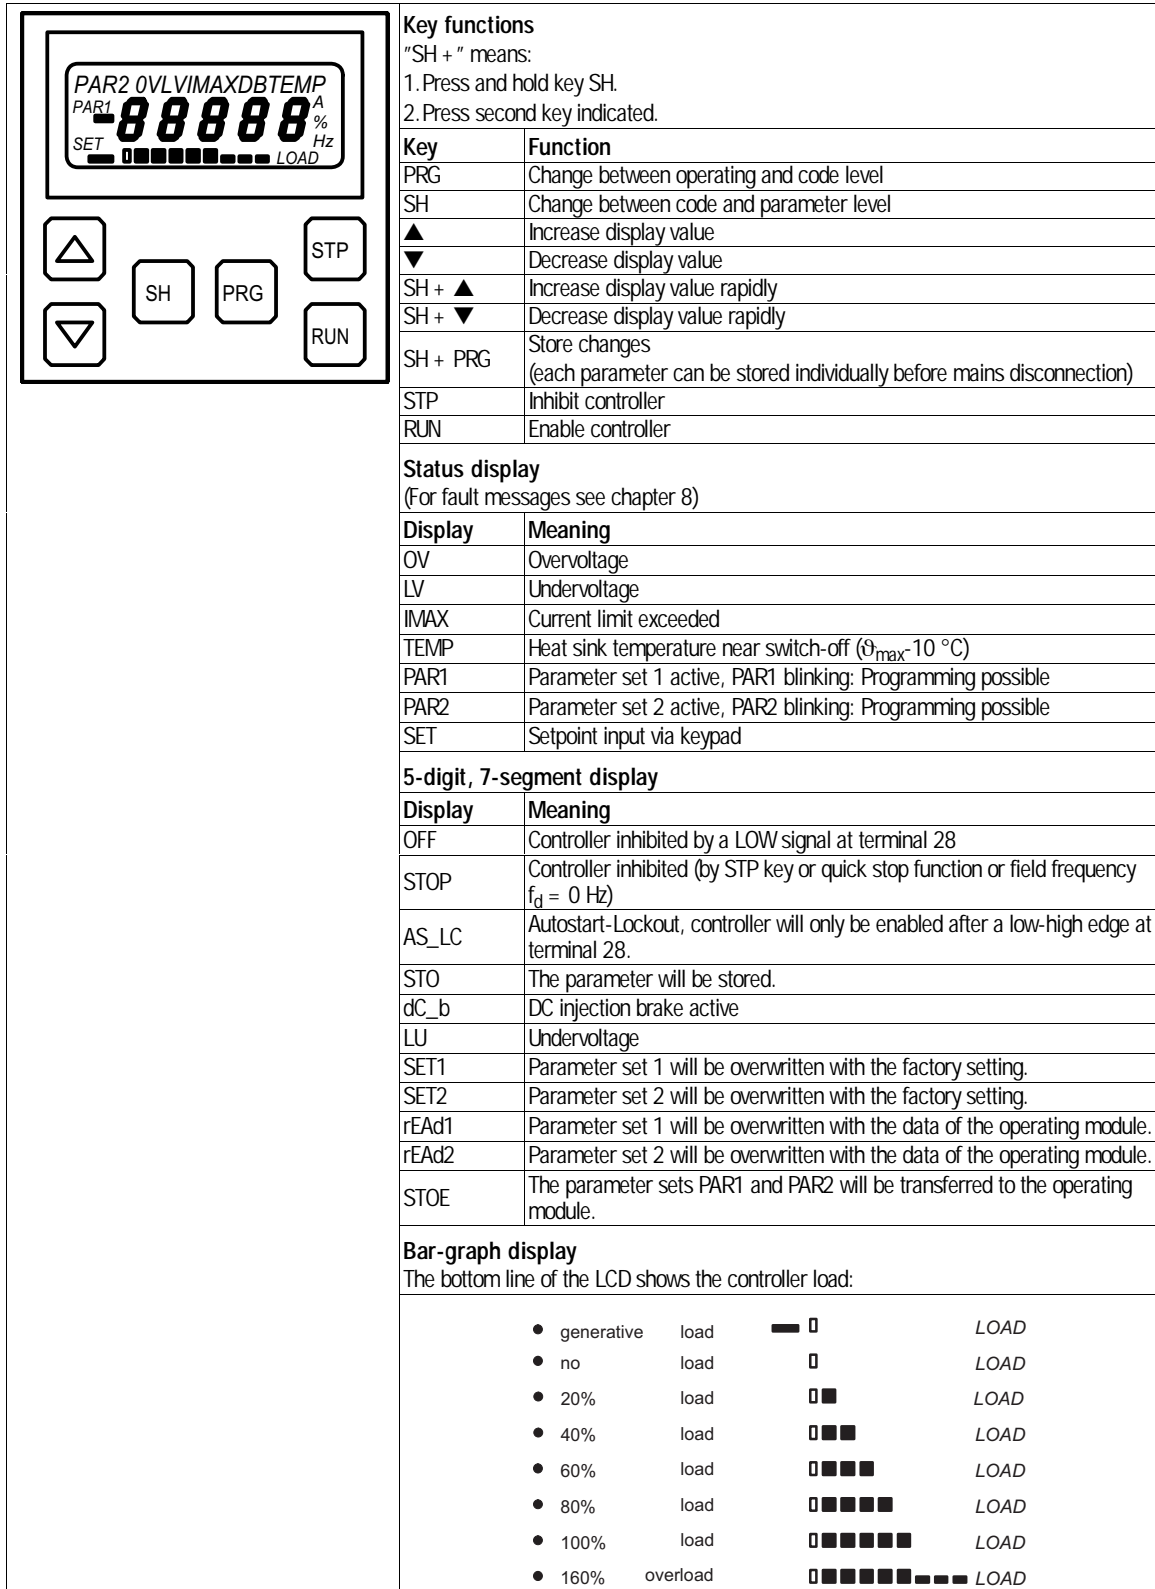 PAR2 0VLVIMAXDBTEMP
PAR1
88888
A
%
Hz
SET
LOAD
STP
SH
PRG
RUN
Key functions
"SH + " means:
1. Press and hold key SH.
2. Press second key indicated.
Key Function
PRG Change between operating and code level
SH Change between code and parameter level
▲ Increase display value
▼ Decrease display value
SH + ▲ Increase display value rapidly
SH + ▼ Decrease display value rapidly
SH + PRG Store changes
(each parameter can be stored individually before mains disconnection)
STP Inhibit controller
RUN Enable controller
Status display
(For fault messages see chapter 8)
Display Meaning
OV Overvoltage
LV Undervoltage
IMAX Current limit exceeded
TEMP Heat sink temperature near switch-off (ϑmax-10 °C)
PAR1 Parameter set 1 active, PAR1 blinking: Programming possible
PAR2 Parameter set 2 active, PAR2 blinking: Programming possible
SET Setpoint input via keypad
5-digit, 7-segment display
Display Meaning
OFF Controller inhibited by a LOW signal at terminal 28
STOP Controller inhibited (by STP key or quick stop function or field frequency
fd = 0 Hz)
AS_LC Autostart-Lockout, controller will only be enabled after a low-high edge at
terminal 28.
STO The parameter will be stored.
dC_b DC injection brake active
LU Undervoltage
SET1 Parameter set 1 will be overwritten with the factory setting.
SET2 Parameter set 2 will be overwritten with the factory setting.
rEAd1 Parameter set 1 will be overwritten with the data of the operating module.
rEAd2 Parameter set 2 will be overwritten with the data of the operating module.
STOE The parameter sets PAR1 and PAR2 will be transferred to the operating
module.
Bar-graph display
The bottom line of the LCD shows the controller load:
● generative load LOAD
● no load LOAD
● 20% load LOAD
● 40% load LOAD
● 60% load LOAD
● 80% load LOAD
● 100% load LOAD
● 160% overload LOAD